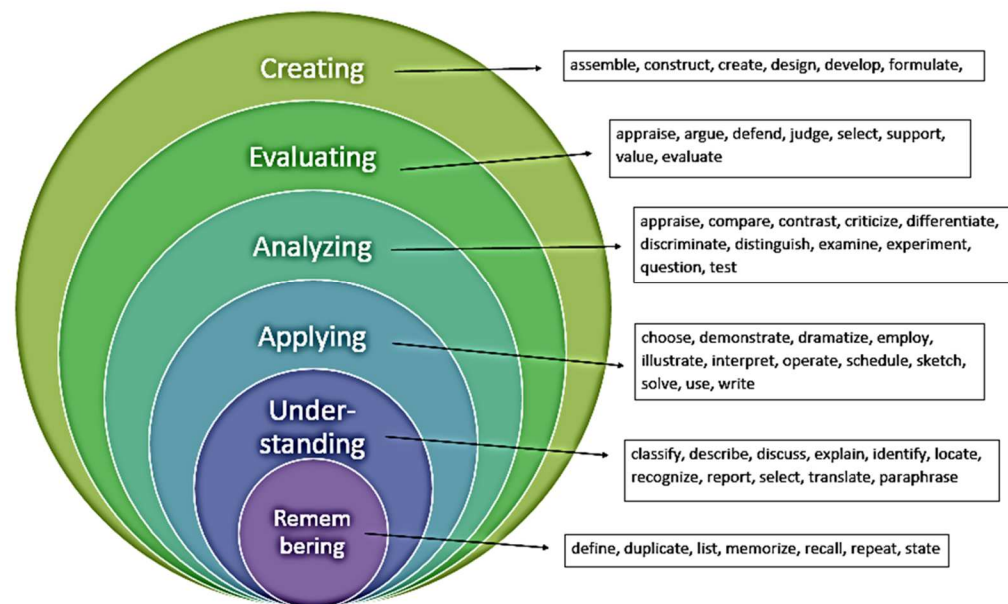 Creating
assemble, construct, create, design, develop, formulate,
Evaluating
appraise, argue, defend, judge, select, support,
value, evaluate
Analyzing
appraise, compare, contrast, criticize, differentiate,
discriminate, distinguish, examine, experiment,
question, test
Applying
choose, demonstrate, dramatize, employ,
illustrate, interpret, operate, schedule, sketch,
solve, use, write
Under-
standing
classify, describe, discuss, explain, identify, locate,
recognize, report, select, translate, paraphrase
Remem
bering
define, duplicate, list, memorize, recall, repeat, state